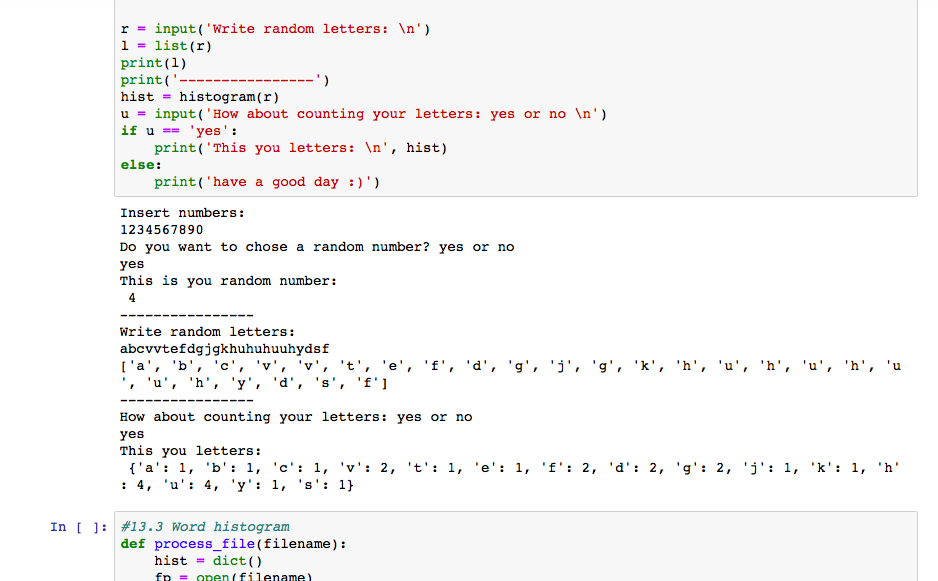 r = input('Write random letters: \n')
l = list(r)
print(l)
print('----------------')
hist = histogram(r)
u = input('How about counting your letters: yes or no \n')
if u == 'yes':
    print('This you letters: \n', hist)
else:
    print('have a good day :)')
Insert numbers:
1234567890
Do you want to chose a random number? yes or no
yes
This is you random number:
 4
----------------
Write random letters:
abcvvtefdgjgkhuhuhuuhydsf
['a', 'b', 'c', 'v', 'v', 't', 'e', 'f', 'd', 'g', 'j', 'g', 'k', 'h', 'u', 'h', 'u', 'h', 'u
', 'u', 'h', 'y', 'd', 's', 'f']
----------------
How about counting your letters: yes or no
yes
This you letters:
 {'a': 1, 'b': 1, 'c': 1, 'v': 2, 't': 1, 'e': 1, 'f': 2, 'd': 2, 'g': 2, 'j': 1, 'k': 1, 'h'
: 4, 'u': 4, 'y': 1, 's': 1}
In [ ]: #13.3 Word histogram
def process_file(filename):
    hist = dict()
    fp = open(filename)